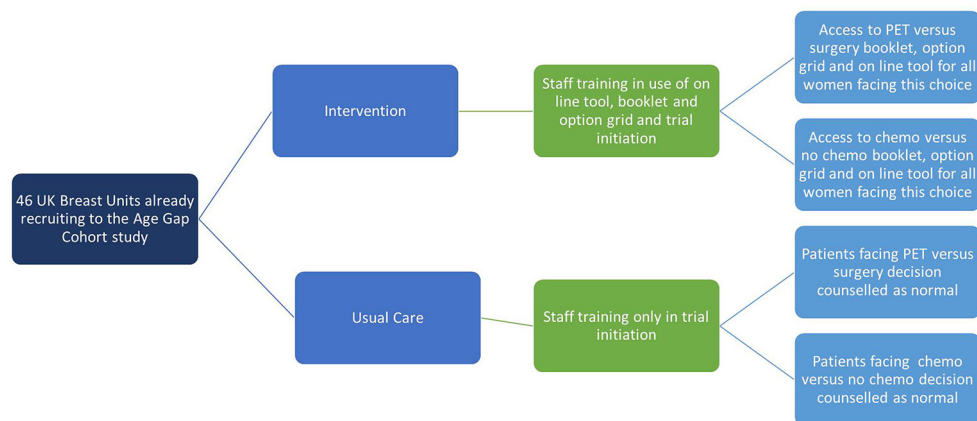 46 UK Breast Units already
recruiting to the Age Gap
Cohort study
Intervention
Staff training in use of on
line tool, booklet and
option grid and trial
initiation
Access to PET versus
surgery booklet, option
grid and on line tool for all
women facing this choice
Access to chemo versus
no chemo booklet, option
grid and on line tool for all
women facing this choice
Usual Care
Staff training only in trial
initiation
Patients facing PET versus
surgery decision
counselled as normal
Patients facing chemo
versus no chemo decision
counselled as normal